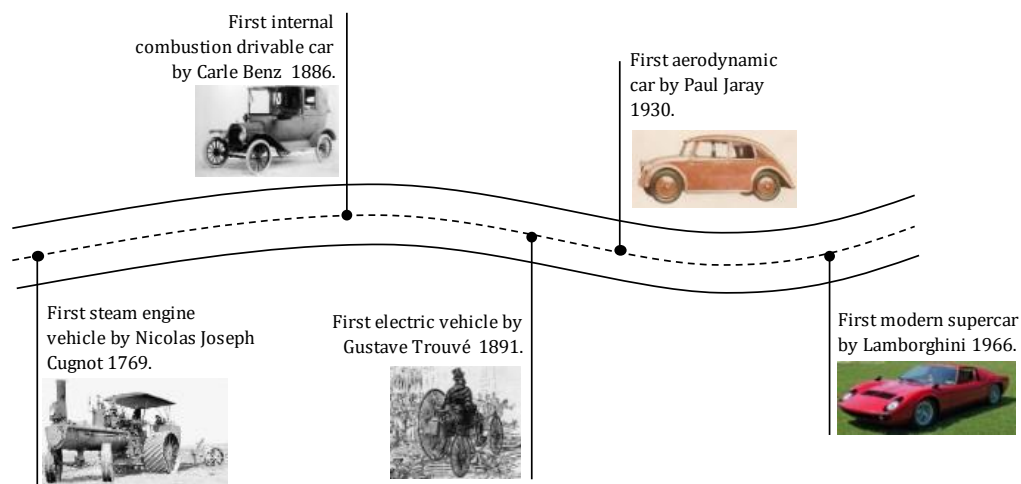 First internal
combustion drivable car
by Carle Benz 1886.
First aerodynamic
car by Paul Jaray
1930.
First steam engine
vehicle by Nicolas Joseph
Cugnot 1769.
First electric vehicle by
Gustave Trouvé 1891.
First modern supercar
by Lamborghini 1966.